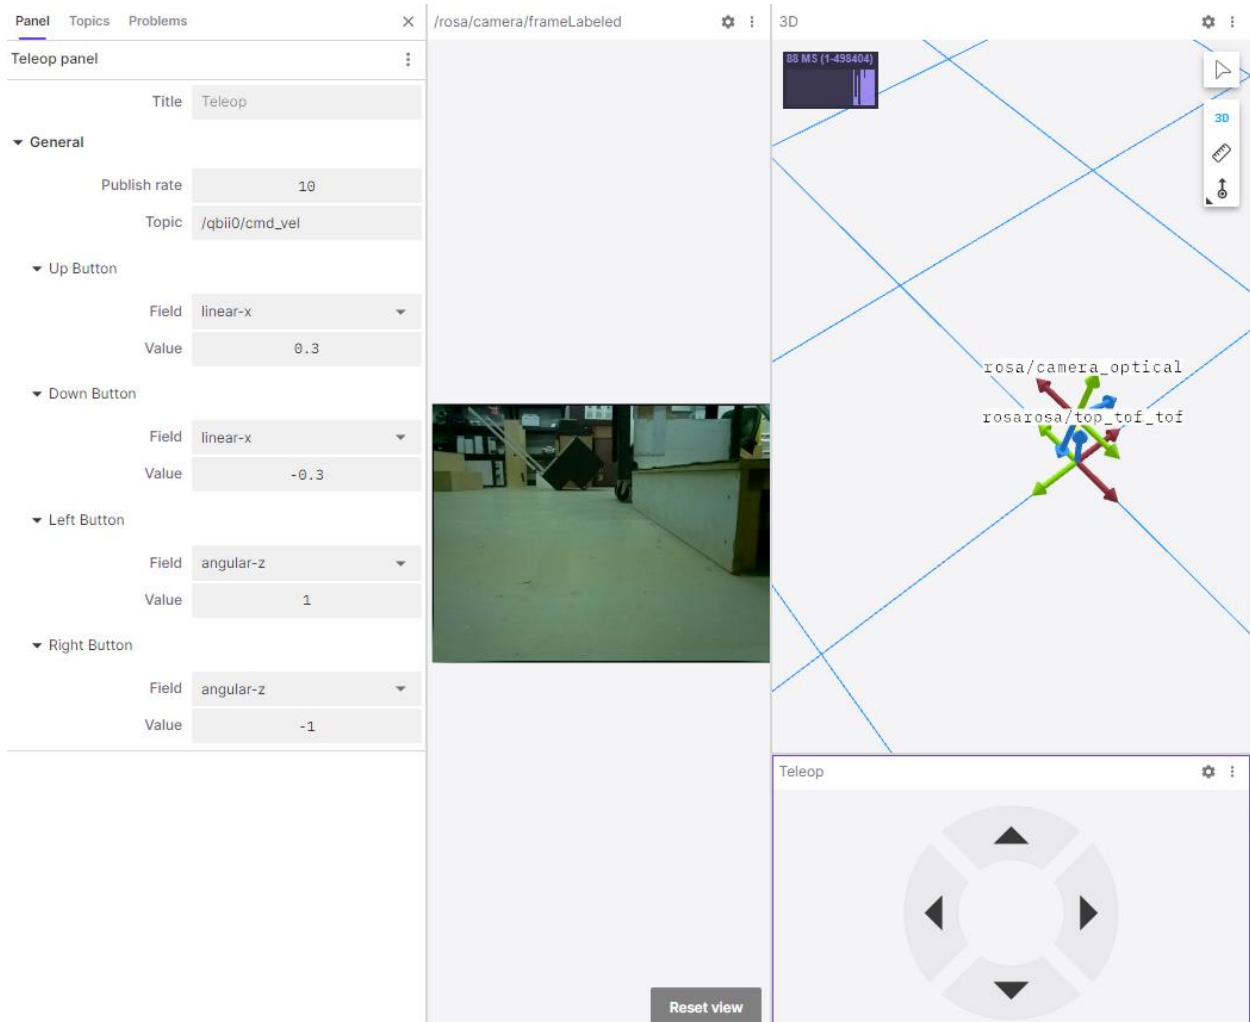 Panel Topics Problems
Teleop panel
Title Teleop
General
Publish rate 10
Topic /qbii0/cmd_vel
Up Button
Field linear-x
Value 0.3
Down Button
Field linear-x
Value -0.3
Left Button
Field angular-z
Value 1
Right Button
Field angular-z
Value -1
/rosa/camera/frameLabeled
Reset view
3D
88 MS (1-498404)
3D
rosa/camera_optical
rosarosa/top_tof_tof
Teleop